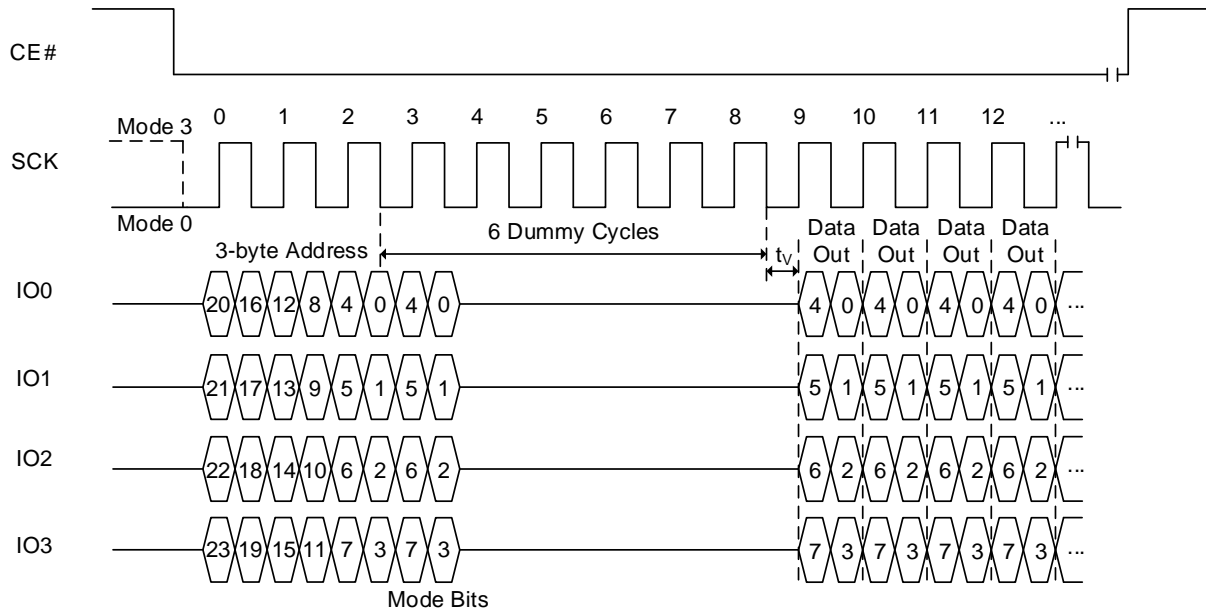 CE#
0 1 2 3 4 5 6 7 8 9 10 11 12 ...
Mode 3
SCK
Mode 0
6 Dummy Cycles
Data Out Data Out Data Out Data Out
3-byte Address
tV
IO0
20 16 12 8 4 0 4 0 4 0 4 0 4 0 4 0 ...
IO1
21 17 13 9 5 1 5 1 5 1 5 1 5 1 5 1 ...
IO2
22 18 14 10 6 2 6 2 6 2 6 2 6 2 6 2 ...
IO3
23 19 15 11 7 3 7 3 7 3 7 3 7 3 7 3 ...
Mode Bits